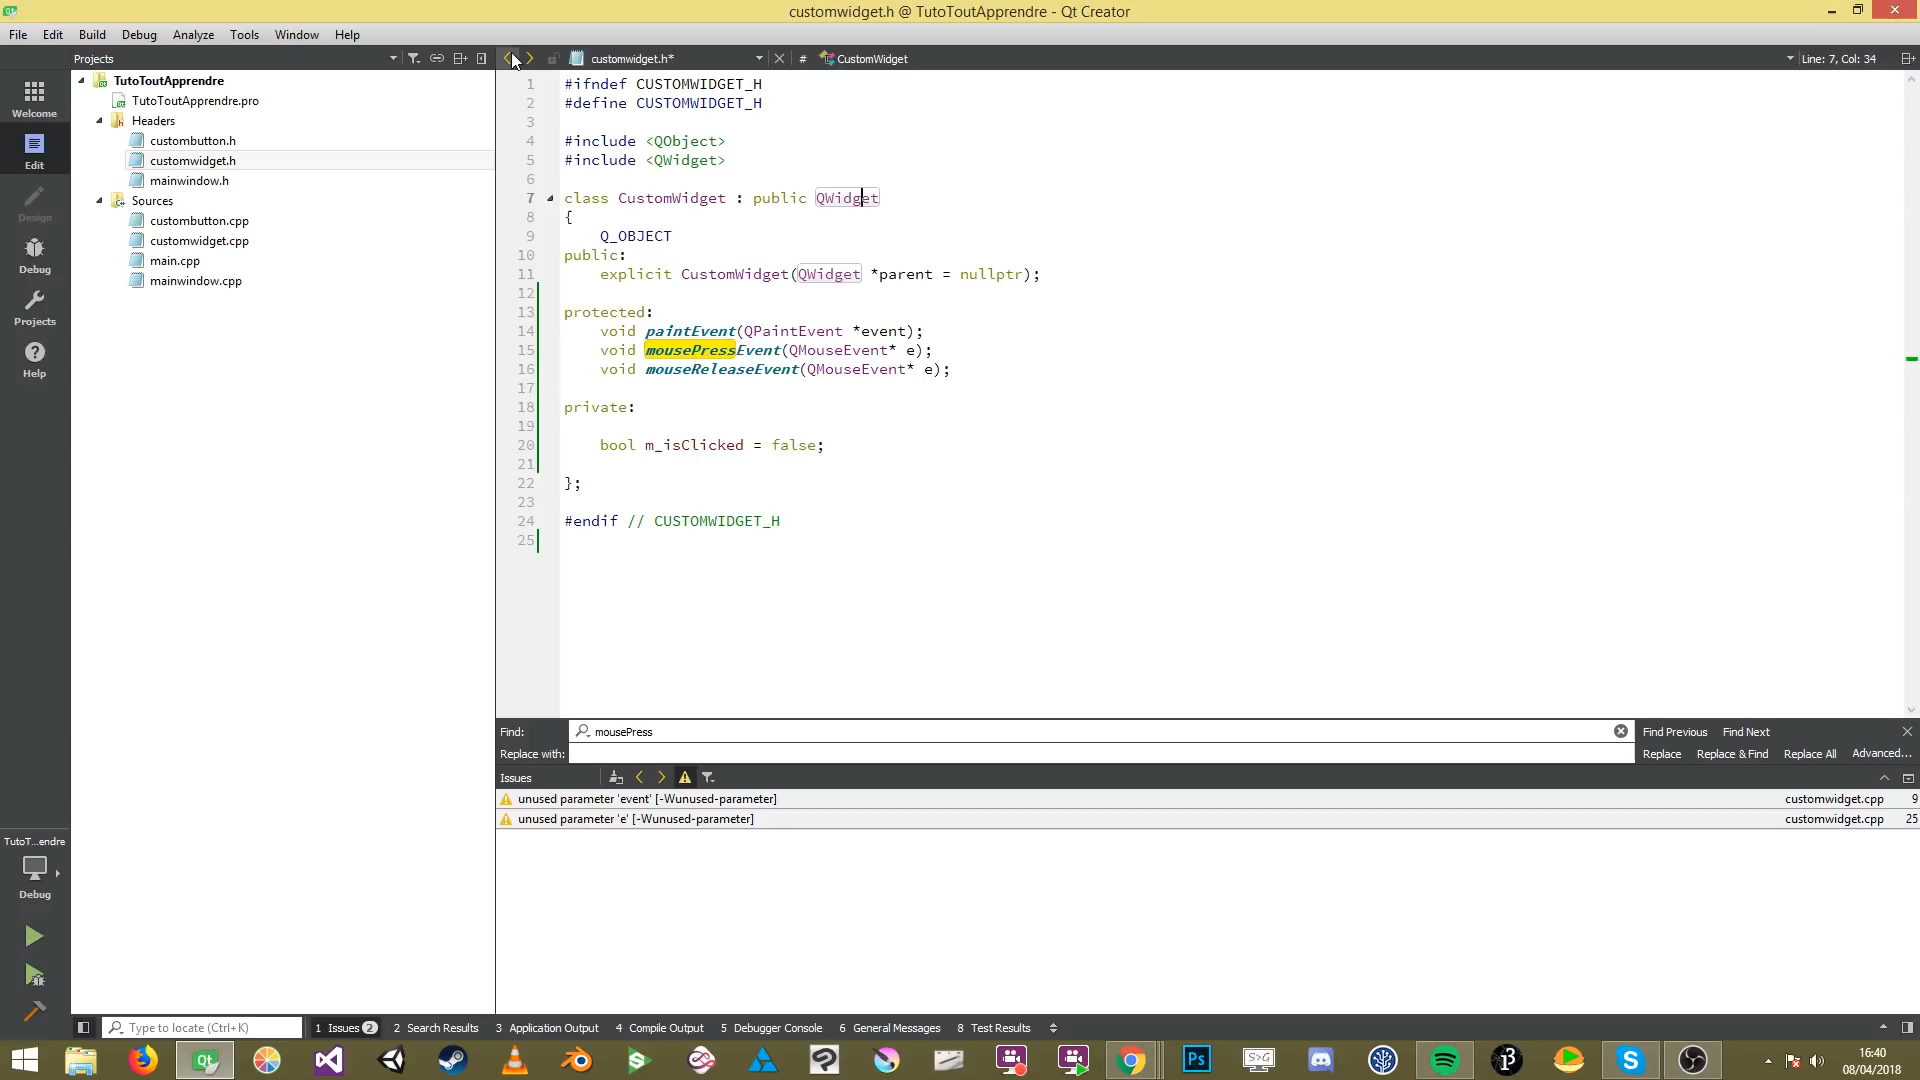 customwidget.h @ TutoToutApprendre - Qt Creator
File Edit Build Debug Analyze Tools Window Help
Projects
customwidget.h*
#
CustomWidget
Line: 7, Col: 34
Welcome
Edit
Design
Debug
Projects
Help
TutoToutApprendre
TutoToutApprendre.pro
Headers
custombutton.h
customwidget.h
mainwindow.h
Sources
custombutton.cpp
customwidget.cpp
main.cpp
mainwindow.cpp
1 #ifndef CUSTOMWIDGET_H
2 #define CUSTOMWIDGET_H
3
4 #include <QObject>
5 #include <QWidget>
6
7 class CustomWidget : public QWidget
8 {
9 Q_OBJECT
10 public:
11 explicit CustomWidget(QWidget *parent = nullptr);
12
13 protected:
14 void paintEvent(QPaintEvent *event);
15 void mousePressEvent(QMouseEvent* e);
16 void mouseReleaseEvent(QMouseEvent* e);
17
18 private:
19
20 bool m_isClicked = false;
21
22 };
23
24 #endif // CUSTOMWIDGET_H
25
Find: mousePress Find Previous Find Next
Replace with: Replace Replace & Find Replace All Advanced...
Issues
unused parameter 'event' [-Wunused-parameter] customwidget.cpp 9
unused parameter 'e' [-Wunused-parameter] customwidget.cpp 25
TutoT...endre
Debug
Type to locate (Ctrl+K) 1 Issues 2 2 Search Results 3 Application Output 4 Compile Output 5 Debugger Console 6 General Messages 8 Test Results
16:40
08/04/2018